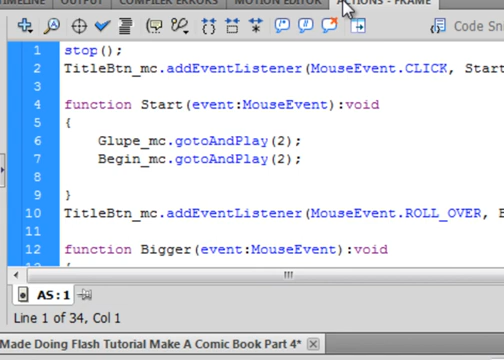 TIMELINE OUTPUT COMPILER ERRORS MOTION EDITOR ACTIONS - FRAME
Code Sni
1 stop();
2 TitleBtn_mc.addEventListener(MouseEvent.CLICK, Start
3
4 function Start(event:MouseEvent):void
5 {
6 Glupe_mc.gotoAndPlay(2);
7 Begin_mc.gotoAndPlay(2);
8
9 }
10 TitleBtn_mc.addEventListener(MouseEvent.ROLL_OVER, B
11
12 function Bigger(event:MouseEvent):void
AS:1
Line 1 of 34, Col 1
Made Doing Flash Tutorial Make A Comic Book Part 4*